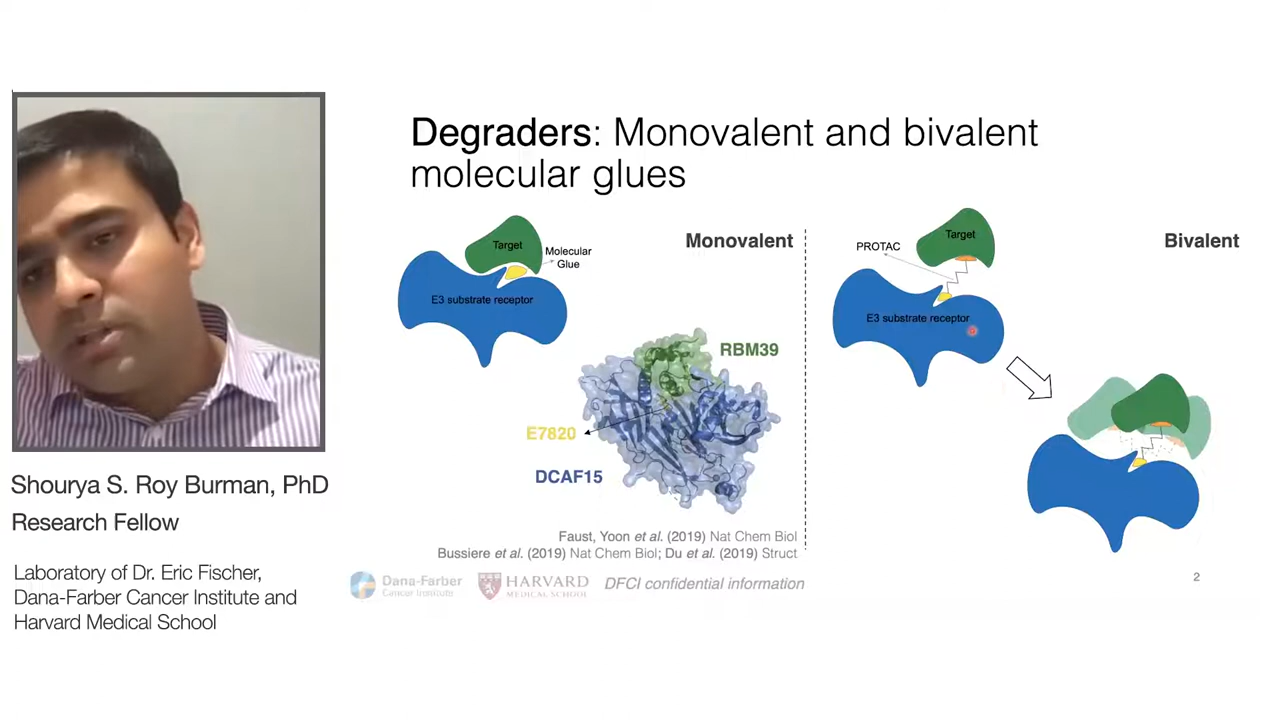 Degraders: Monovalent and bivalent
molecular glues
Target
Molecular
Glue
E3 substrate receptor
Monovalent
RBM39
E7820
DCAF15
Faust, Yoon et al. (2019) Nat Chem Biol
Bussiere et al. (2019) Nat Chem Biol; Du et al. (2019) Struct
PROTAC
Target
E3 substrate receptor
Bivalent
Dana-Farber
Cancer Institute
HARVARD
MEDICAL SCHOOL
DFCI confidential information
2
Shourya S. Roy Burman, PhD
Research Fellow
Laboratory of Dr. Eric Fischer,
Dana-Farber Cancer Institute and
Harvard Medical School